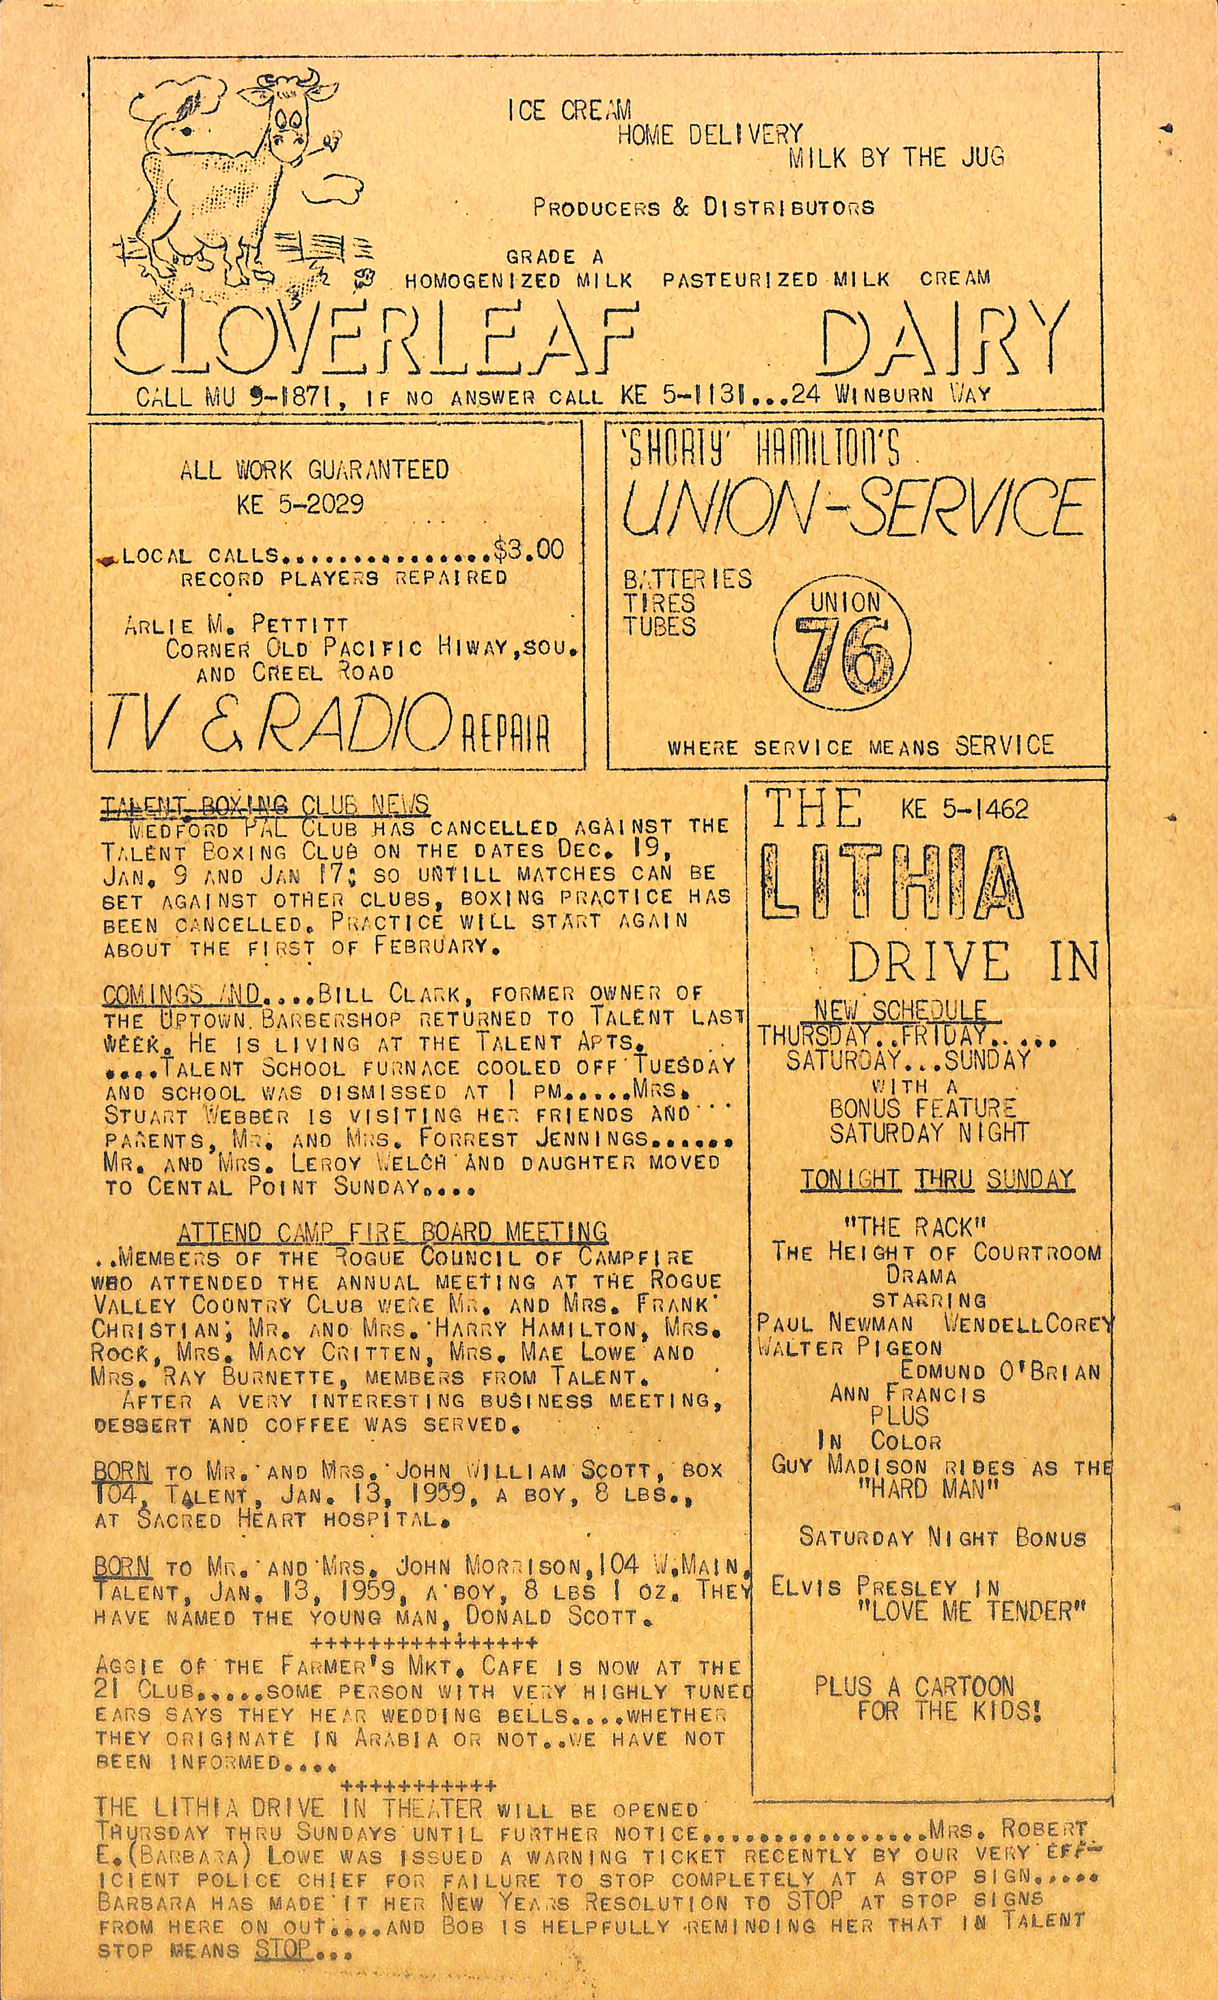 ICE CREAM
HOME DELIVERY
MILK BY THE JUG
PRODUCERS & DISTRIBUTORS
GRADE A
HOMOGENIZED MILK PASTEURIZED MILK CREAM
CLOVERLEAF DAIRY
CALL MU 9-1871, IF NO ANSWER CALL KE 5-1131...24 WINBURN WAY
ALL WORK GUARANTEED
KE 5-2029
LOCAL CALLS...............$3.00
RECORD PLAYERS REPAIRED
ARLIE M. PETTITT
CORNER OLD PACIFIC HIWAY,SOU.
AND CREEL ROAD
TV & RADIO REPAIR
'SHORTY' HAMILTON'S
UNION-SERVICE
BATTERIES
TIRES
TUBES
UNION
76
WHERE SERVICE MEANS SERVICE
TALENT BOXING CLUB NEWS
MEDFORD PAL CLUB HAS CANCELLED AGAINST THE
TALENT BOXING CLUB ON THE DATES DEC. 19,
JAN. 9 AND JAN 17; SO UNTILL MATCHES CAN BE
SET AGAINST OTHER CLUBS, BOXING PRACTICE HAS
BEEN CANCELLED. PRACTICE WILL START AGAIN
ABOUT THE FIRST OF FEBRUARY.
COMINGS AND....BILL CLARK, FORMER OWNER OF
THE UPTOWN BARBERSHOP RETURNED TO TALENT LAST
WEEK. HE IS LIVING AT THE TALENT APTS.
....TALENT SCHOOL FURNACE COOLED OFF TUESDAY
AND SCHOOL WAS DISMISSED AT 1 PM.....MRS.
STUART WEBBER IS VISITING HER FRIENDS AND
PARENTS, MR. AND MRS. FORREST JENNINGS......
MR. AND MRS. LEROY WELCH AND DAUGHTER MOVED
TO CENTAL POINT SUNDAY....
ATTEND CAMP FIRE BOARD MEETING
..MEMBERS OF THE ROGUE COUNCIL OF CAMPFIRE
WHO ATTENDED THE ANNUAL MEETING AT THE ROGUE
VALLEY COUNTRY CLUB WERE MR. AND MRS. FRANK
CHRISTIAN; MR. AND MRS. HARRY HAMILTON, MRS.
ROCK, MRS. MACY CRITTEN, MRS. MAE LOWE AND
MRS. RAY BURNETTE, MEMBERS FROM TALENT.
AFTER A VERY INTERESTING BUSINESS MEETING,
DESSERT AND COFFEE WAS SERVED.
BORN TO MR. AND MRS. JOHN WILLIAM SCOTT, BOX
104, TALENT, JAN. 13, 1959, A BOY, 8 LBS.,
AT SACRED HEART HOSPITAL.
BORN TO MR. AND MRS. JOHN MORRISON,104 W.MAIN,
TALENT, JAN. 13, 1959, A BOY, 8 LBS 1 OZ. THEY
HAVE NAMED THE YOUNG MAN, DONALD SCOTT.
++++++++++++++++
AGGIE OF THE FARMER'S MKT. CAFE IS NOW AT THE
21 CLUB.....SOME PERSON WITH VERY HIGHLY TUNED
EARS SAYS THEY HEAR WEDDING BELLS....WHETHER
THEY ORIGINATE IN ARABIA OR NOT..WE HAVE NOT
BEEN INFORMED....
+++++++++++
THE LITHIA DRIVE IN THEATER WILL BE OPENED
THURSDAY THRU SUNDAYS UNTIL FURTHER NOTICE................MRS. ROBERT
E.(BARBARA) LOWE WAS ISSUED A WARNING TICKET RECENTLY BY OUR VERY EFF-
ICIENT POLICE CHIEF FOR FAILURE TO STOP COMPLETELY AT A STOP SIGN.....
BARBARA HAS MADE IT HER NEW YEARS RESOLUTION TO STOP AT STOP SIGNS
FROM HERE ON OUT....AND BOB IS HELPFULLY REMINDING HER THAT IN TALENT
STOP MEANS STOP...
THE KE 5-1462
LITHIA
DRIVE IN
NEW SCHEDULE
THURSDAY..FRIDAY.....
SATURDAY...SUNDAY
WITH A
BONUS FEATURE
SATURDAY NIGHT
TONIGHT THRU SUNDAY
"THE RACK"
THE HEIGHT OF COURTROOM
DRAMA
STARRING
PAUL NEWMAN WENDELLCOREY
WALTER PIGEON
EDMUND O'BRIAN
ANN FRANCIS
PLUS
IN COLOR
GUY MADISON RIDES AS THE
"HARD MAN"
SATURDAY NIGHT BONUS
ELVIS PRESLEY IN
"LOVE ME TENDER"
PLUS A CARTOON
FOR THE KIDS!